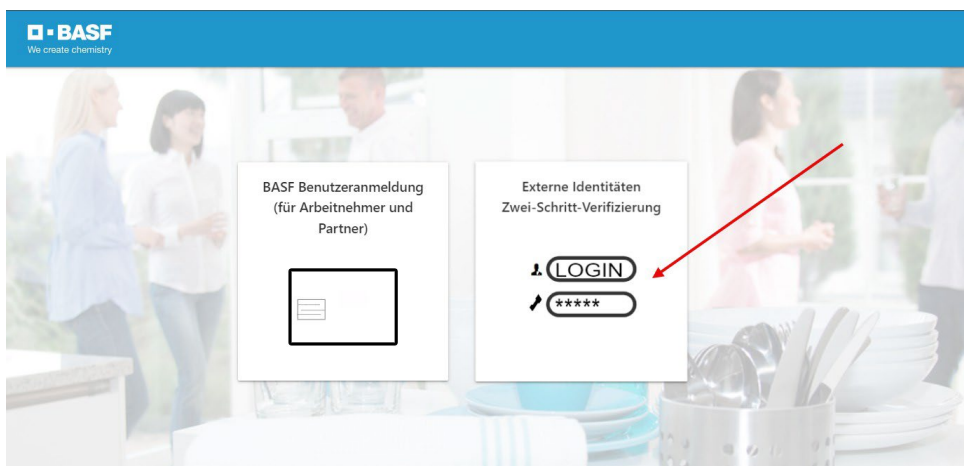 BASF
We create chemistry
BASF Benutzeranmeldung
(für Arbeitnehmer und
Partner)
Externe Identitäten
Zwei-Schritt-Verifizierung
LOGIN
*****